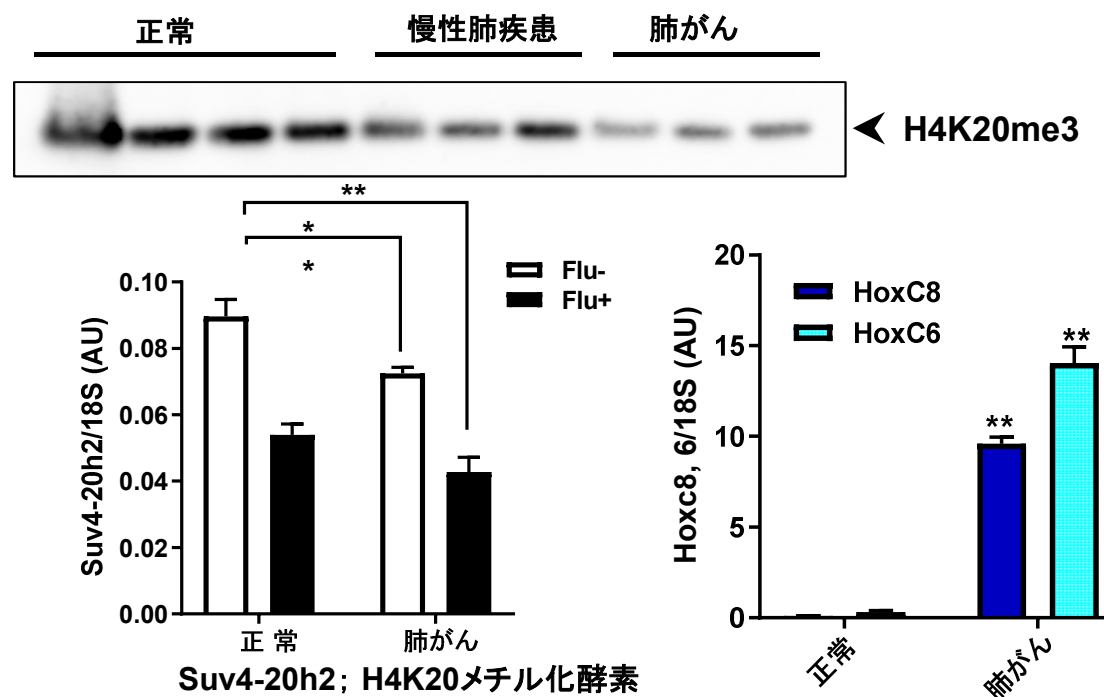 正常 慢性肺疾患 肺がん
H4K20me3
**
*
*
Flu-
Flu+
Suv4-20h2/18S (AU)
0.10
0.08
0.06
0.04
0.02
0.00
正 常 肺がん
Suv4-20h2; H4K20メチル化酵素
HoxC8
HoxC6
Hoxc8, 6/18S (AU)
20
15
10
5
0
**
**
正常 肺がん